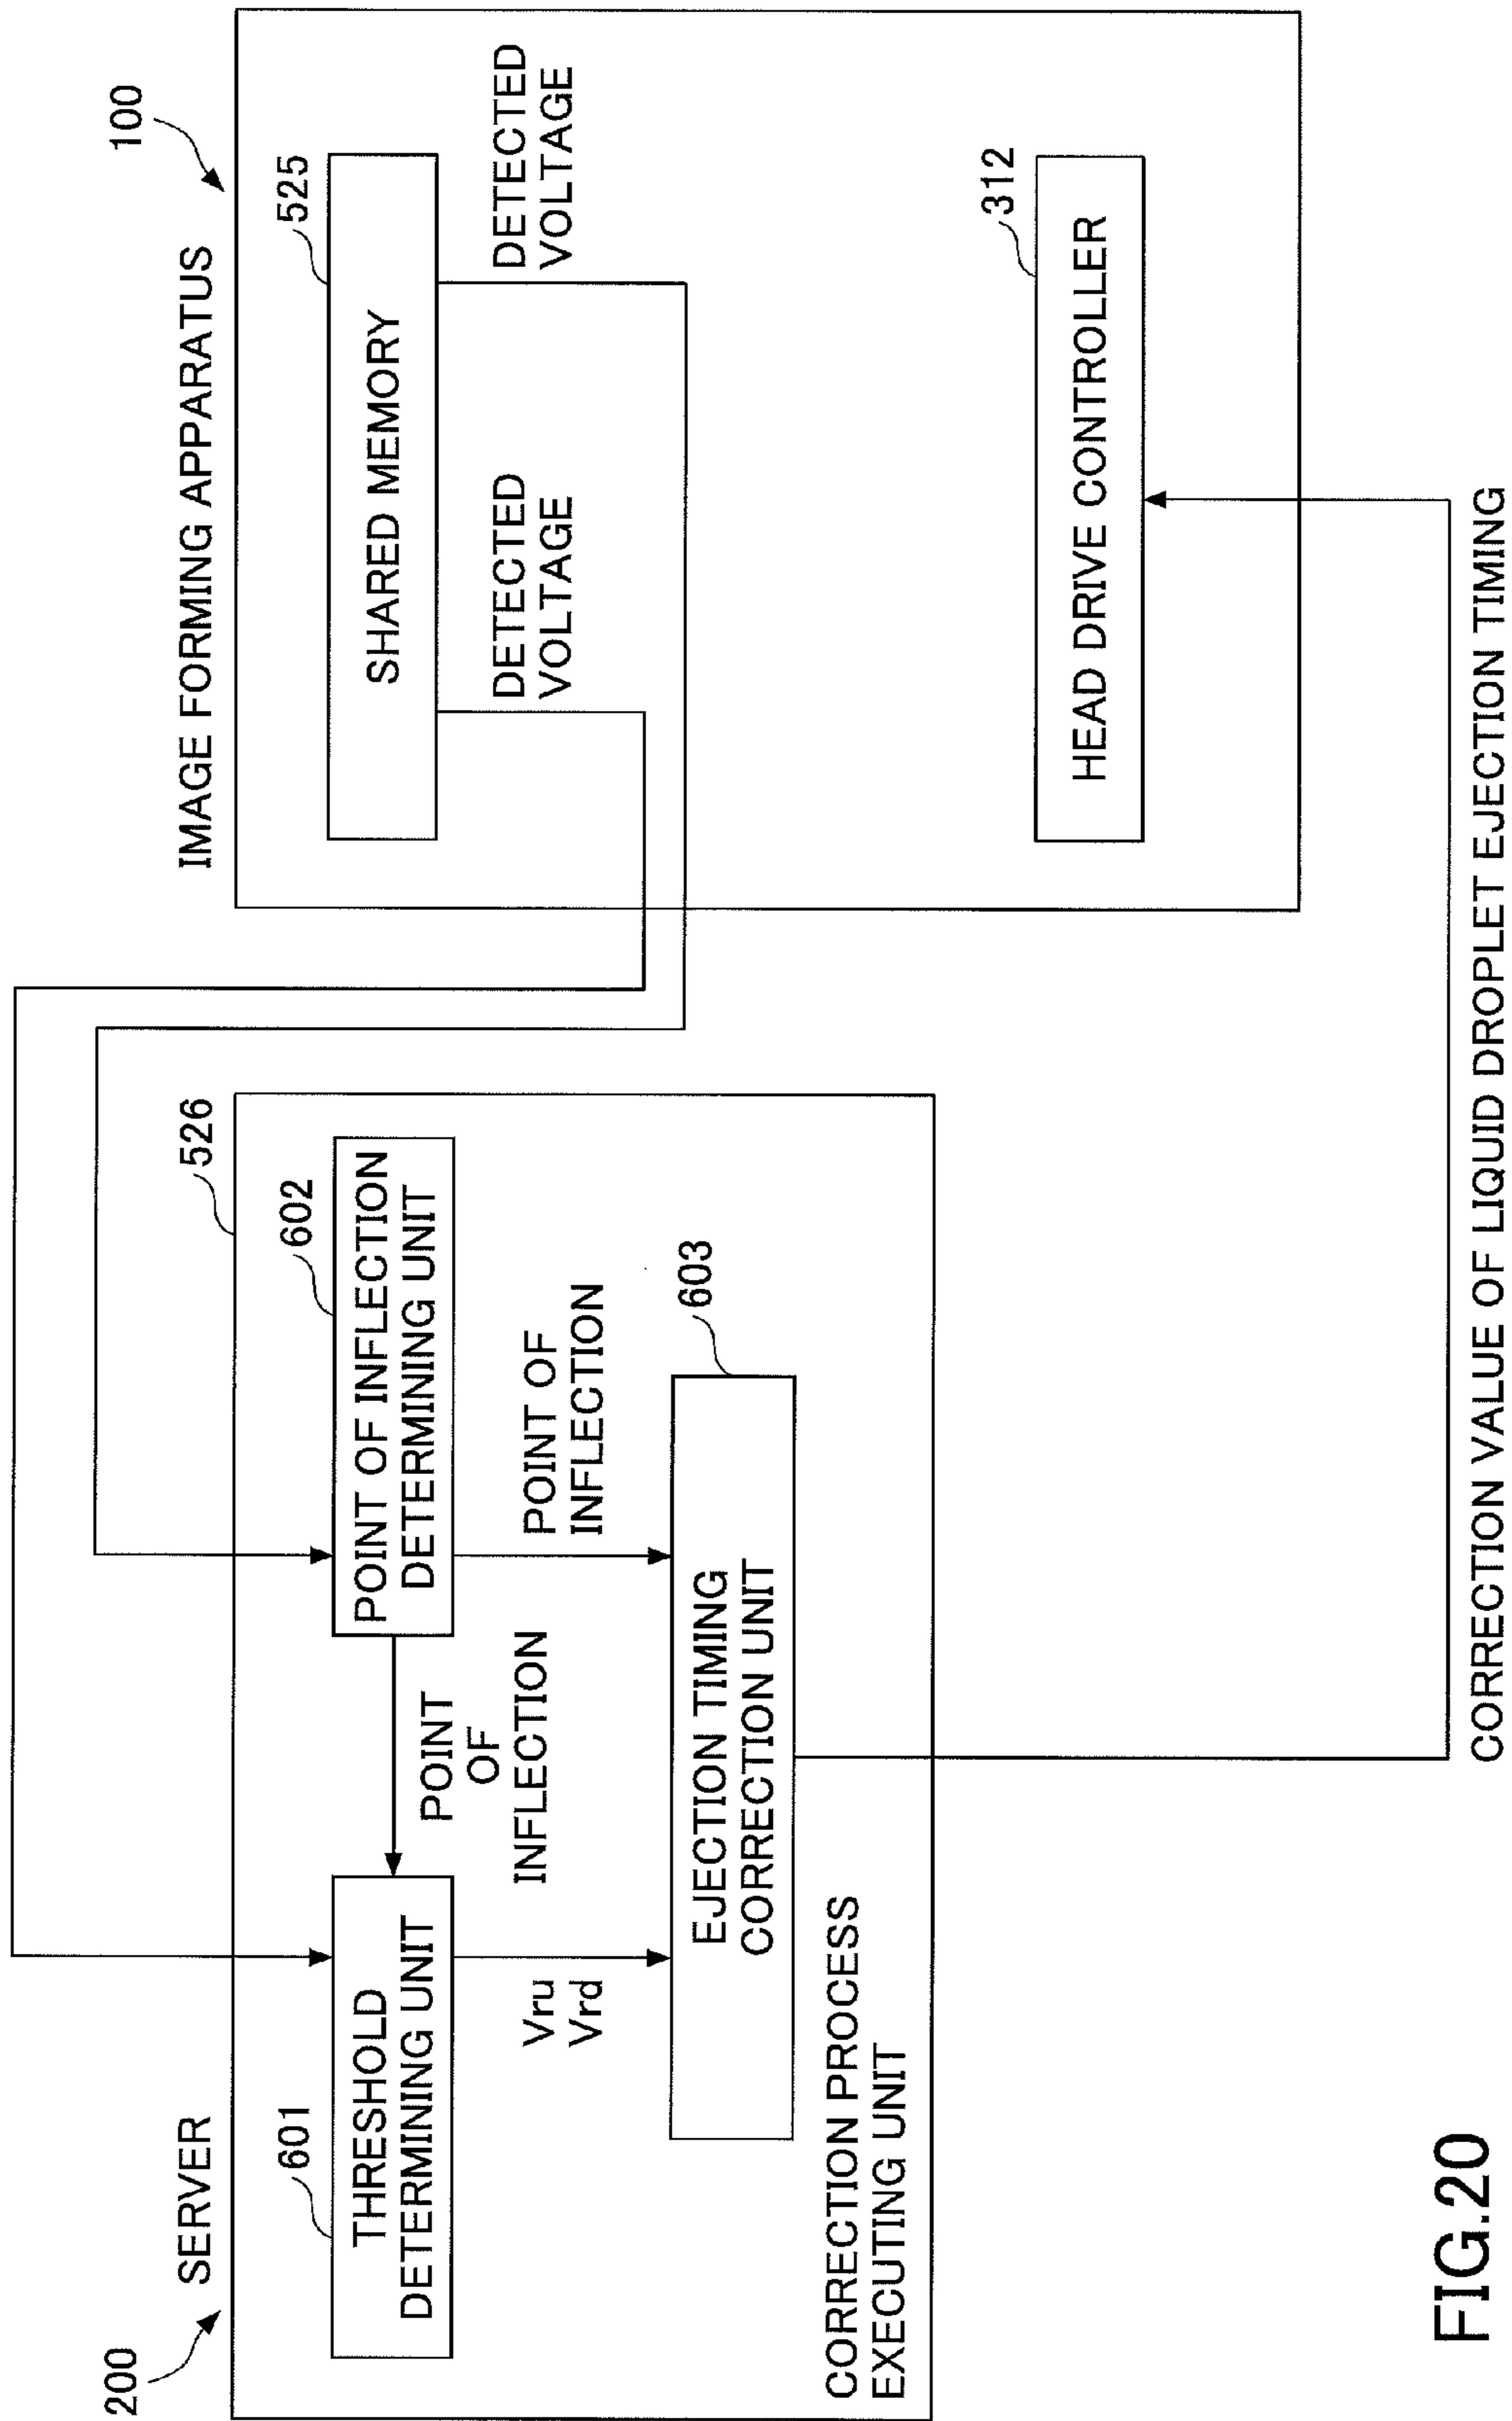 200
SERVER
526
601
THRESHOLD
DETERMINING UNIT
602
POINT OF INFLECTION
DETERMINING UNIT
POINT
OF
INFLECTION
Vru
Vrd
POINT OF
INFLECTION
603
EJECTION TIMING
CORRECTION UNIT
CORRECTION PROCESS
EXECUTING UNIT
IMAGE FORMING APPARATUS
100
525
SHARED MEMORY
DETECTED
VOLTAGE
DETECTED
VOLTAGE
312
HEAD DRIVE CONTROLLER
CORRECTION VALUE OF LIQUID DROPLET EJECTION TIMING
FIG.20